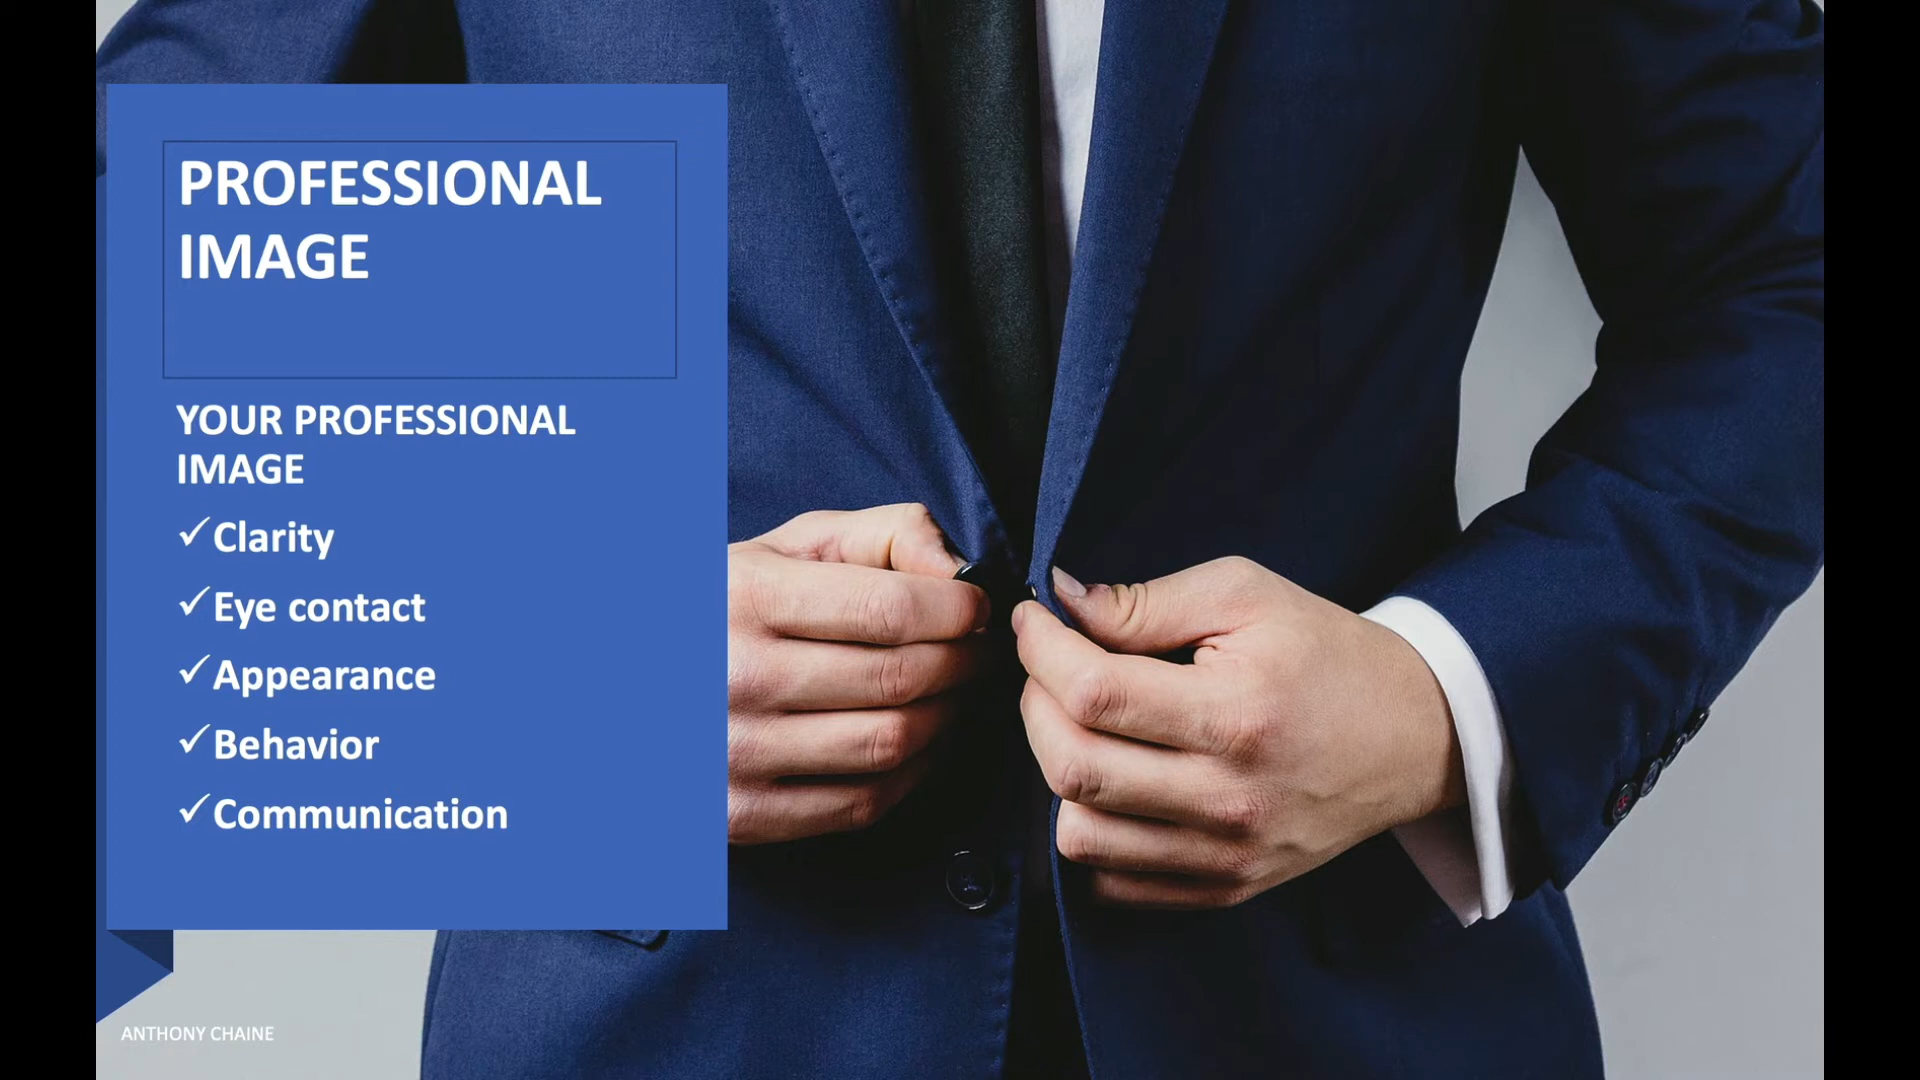 PROFESSIONAL
IMAGE
YOUR PROFESSIONAL
IMAGE
✓Clarity
✓Eye contact
✓Appearance
✓Behavior
✓Communication
ANTHONY CHAINE